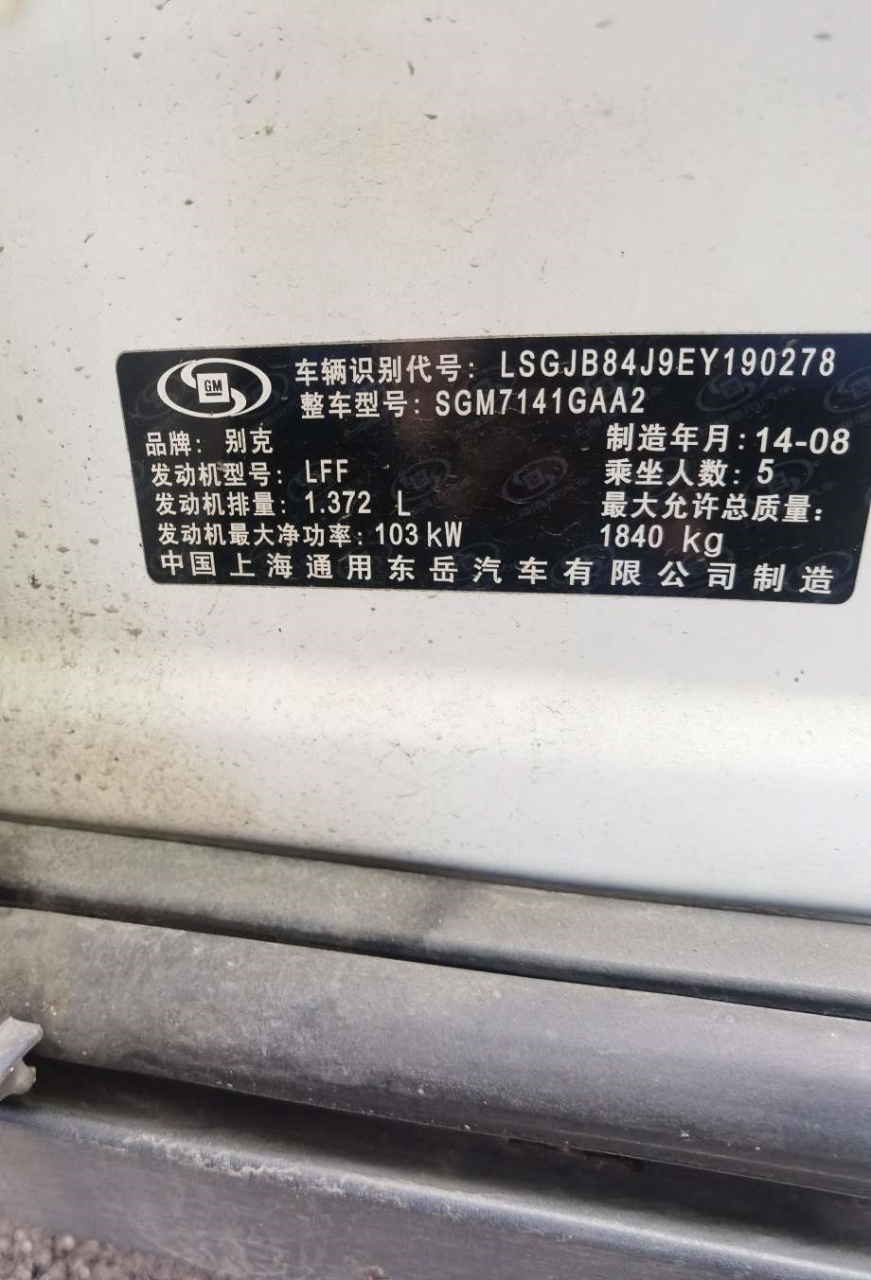 GM
车辆识别代号: LSGJB84J9EY190278
整车型号: SGM7141GAA2
品牌: 别克 制造年月: 14-08
发动机型号: LFF 乘坐人数: 5
发动机排量: 1.372 L 最大允许总质量:
发动机最大净功率: 103 kW 1840 kg
中国上海通用东岳汽车有限公司制造